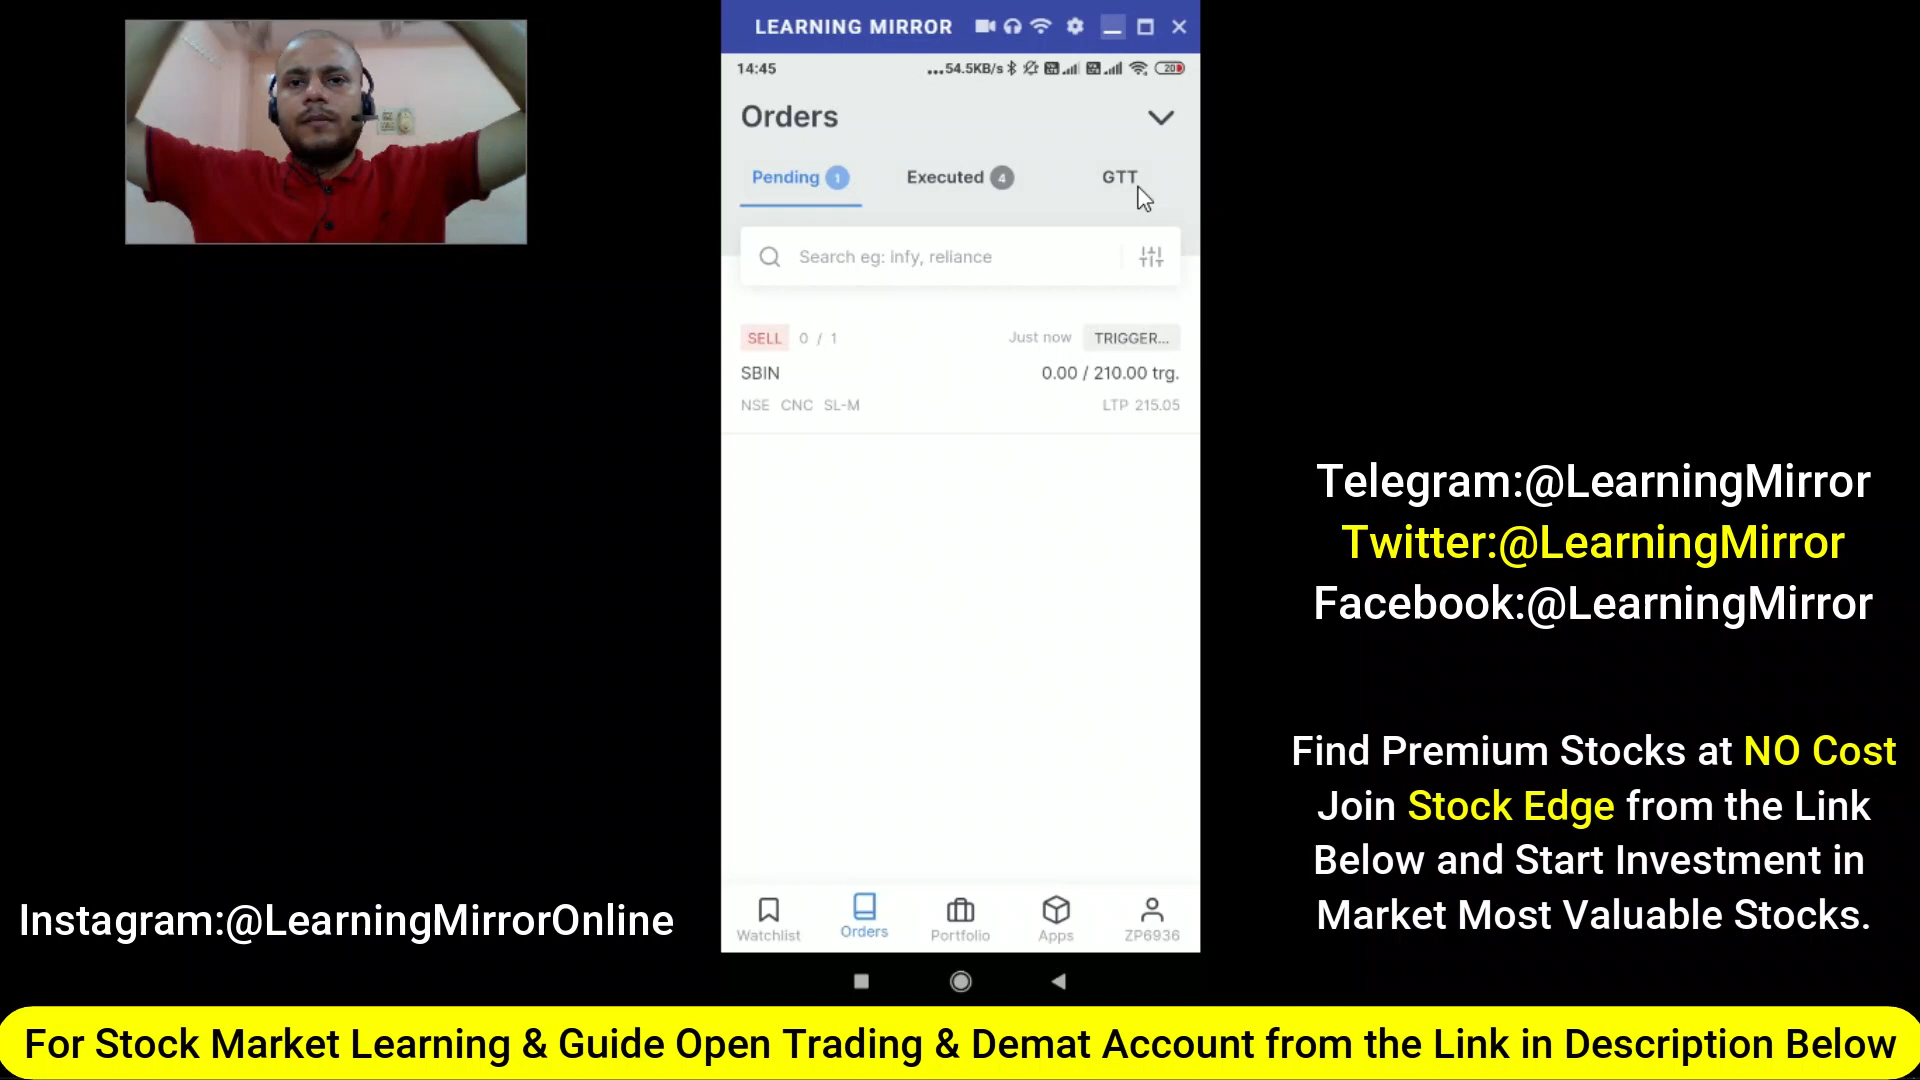 LEARNING MIRROR
14:45
...54.5KB/s
20
Orders
Pending 1
Executed 4
GTT
Search eg: infy, reliance
SELL 0 / 1
Just now TRIGGER...
SBIN
0.00 / 210.00 trg.
NSE CNC SL-M
LTP 215.05
Telegram:@LearningMirror
Twitter:@LearningMirror
Facebook:@LearningMirror
Find Premium Stocks at NO Cost
Join Stock Edge from the Link
Below and Start Investment in
Market Most Valuable Stocks.
Instagram:@LearningMirrorOnline
Watchlist
Orders
Portfolio
Apps
ZP6936
For Stock Market Learning & Guide Open Trading & Demat Account from the Link in Description Below